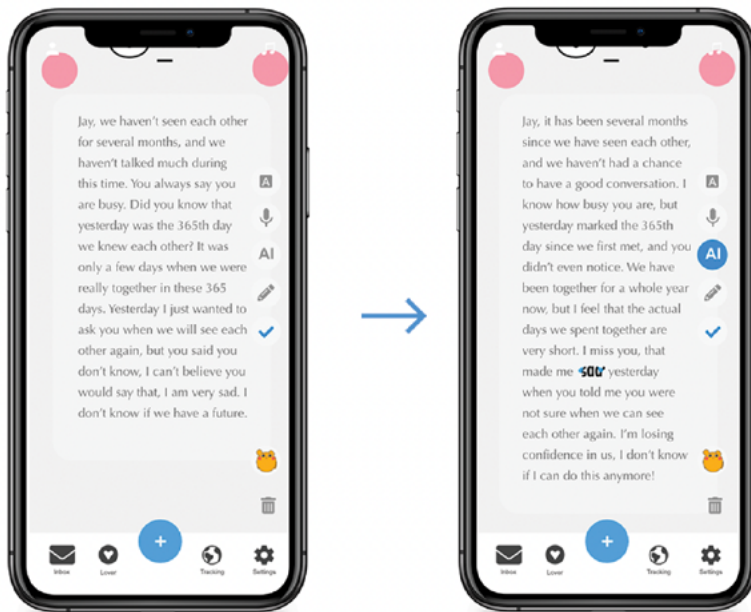 Jay, we haven't seen each other
for several months, and we
haven't talked much during
this time. You always say you
are busy. Did you know that
yesterday was the 365th day
we knew each other? It was
only a few days when we were
really together in these 365
days. Yesterday I just wanted to
ask you when we will see each
other again, but you said you
don't know, I can't believe you
would say that, I am very sad. I
don't know if we have a future.
A
AI
+
Inbox
Lover
Tracking
Settings
Jay, it has been several months
since we have seen each other,
and we haven't had a chance
to have a good conversation. I
know how busy you are, but
yesterday marked the 365th
day since we first met, and you
didn't even notice. We have
been together for a whole year
now, but I feel that the actual
days we spent together are
very short. I miss you, that
made me sad yesterday
when you told me you were
not sure when we can see
each other again. I'm losing
confidence in us, I don't know
if I can do this anymore!
A
AI
+
Inbox
Lover
Tracking
Settings